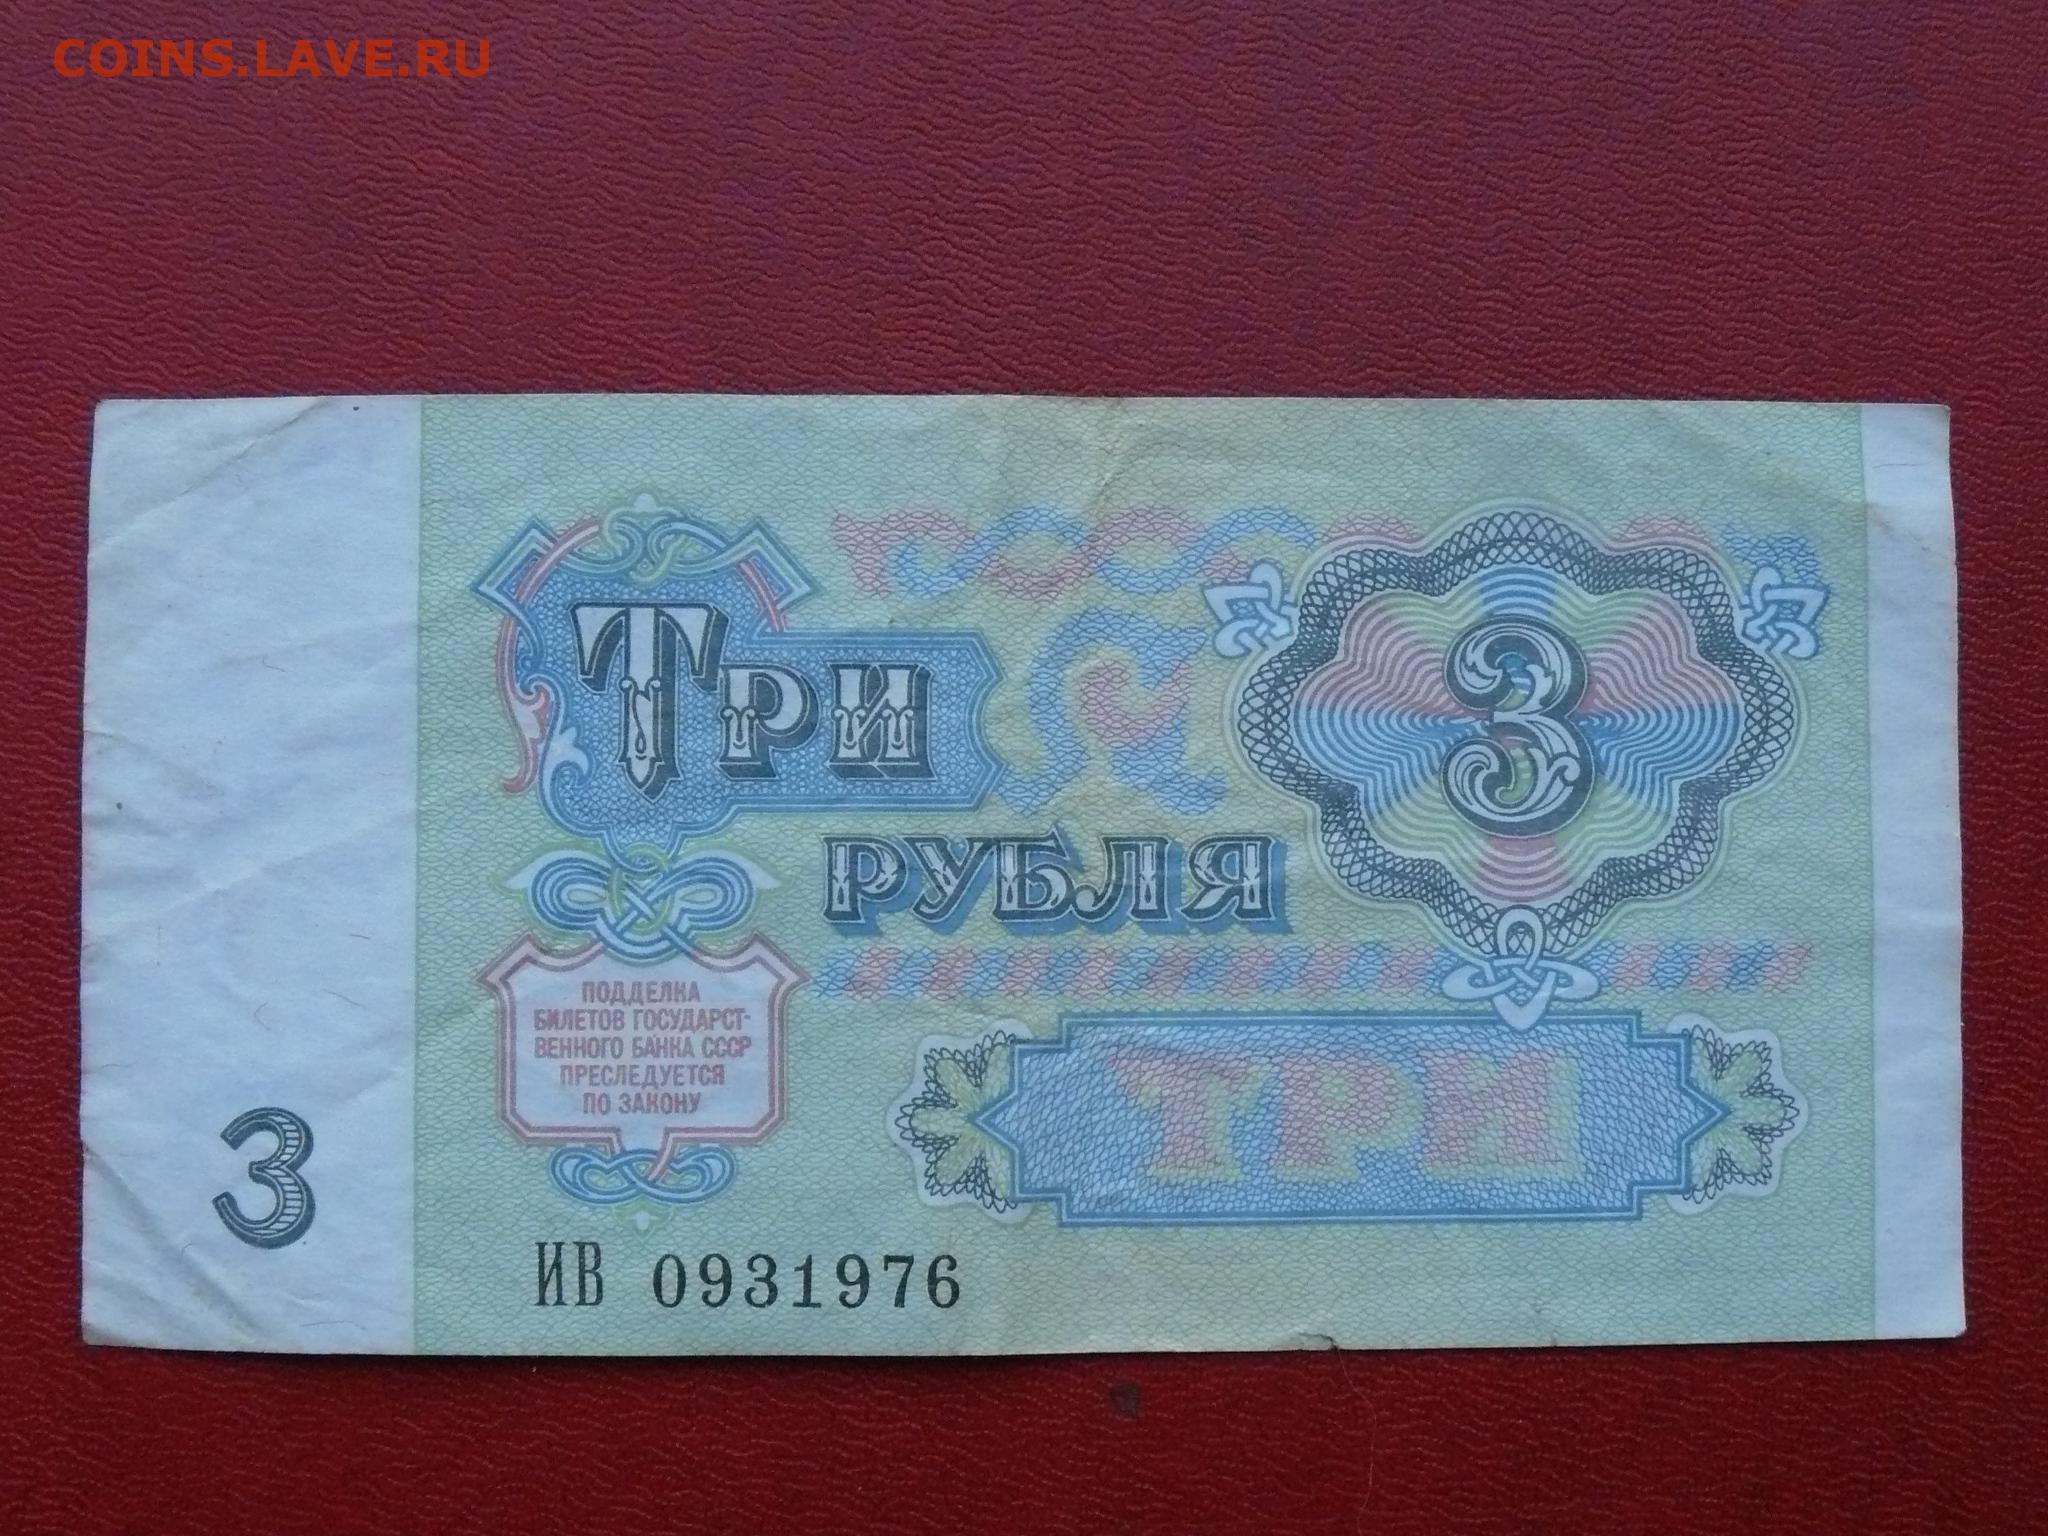 COINS.LAVE.RU
ТРИ
3
РУБЛЯ
ПОДДЕЛКА
БИЛЕТОВ ГОСУДАРСТ-
ВЕННОГО БАНКА СССР
ПРЕСЛЕДУЕТСЯ
ПО ЗАКОНУ
ТРИ
3
ИВ 0931976